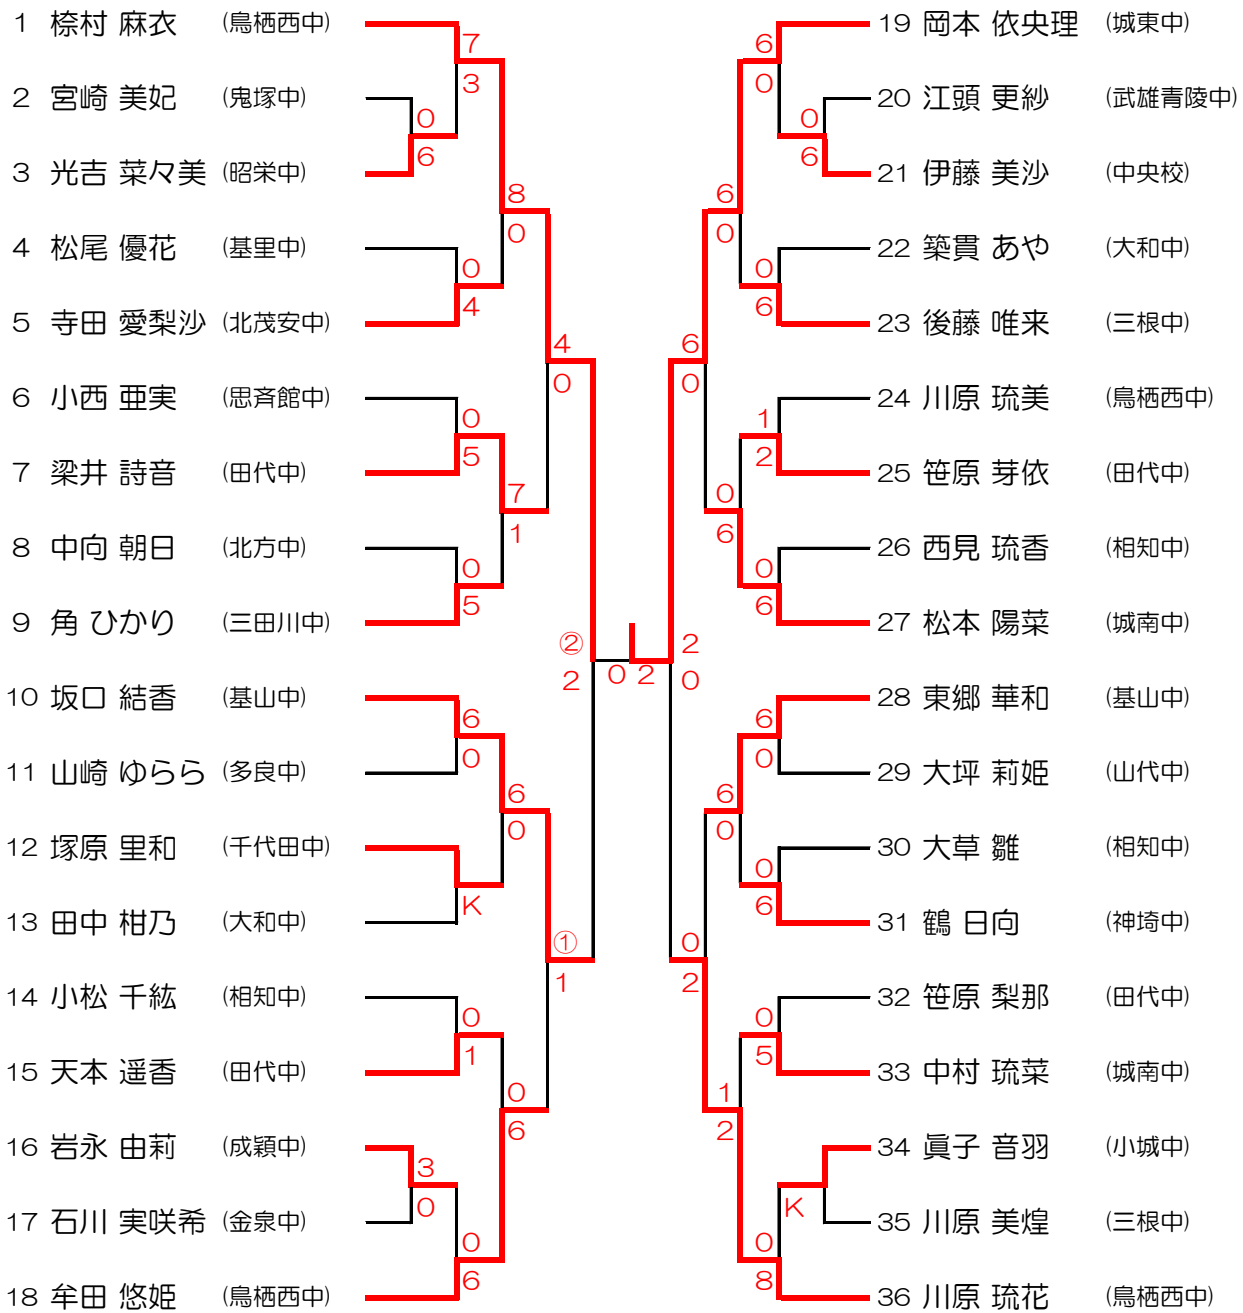 1 㮈村 麻衣 (鳥栖西中)
2 宮崎 美妃 (鬼塚中)
3 光吉 菜々美 (昭栄中)
4 松尾 優花 (基里中)
5 寺田 愛梨沙 (北茂安中)
6 小西 亜実 (思斉館中)
7 梁井 詩音 (田代中)
8 中向 朝日 (北方中)
9 角 ひかり (三田川中)
10 坂口 結香 (基山中)
11 山崎 ゆらら (多良中)
12 塚原 里和 (千代田中)
13 田中 柑乃 (大和中)
14 小松 千紘 (相知中)
15 天本 遥香 (田代中)
16 岩永 由莉 (成穎中)
17 石川 実咲希 (金泉中)
18 牟田 悠姫 (鳥栖西中)
7
3
0
6
8
0
0
4
4
0
0
5
7
1
0
5
②
2
6
0
6
0
K
①
1
0
1
0
6
3
0
0
6
0 2
6
0
0
6
6
0
0
6
6
0
1
2
0
6
0
6
2
0
6
0
6
0
0
6
0
2
0
5
1
2
K
0
8
19 岡本 依央理 (城東中)
20 江頭 更紗 (武雄青陵中)
21 伊藤 美沙 (中央校)
22 築貫 あや (大和中)
23 後藤 唯来 (三根中)
24 川原 琉美 (鳥栖西中)
25 笹原 芽依 (田代中)
26 西見 琉香 (相知中)
27 松本 陽菜 (城南中)
28 東郷 華和 (基山中)
29 大坪 莉姫 (山代中)
30 大草 雛 (相知中)
31 鶴 日向 (神埼中)
32 笹原 梨那 (田代中)
33 中村 琉菜 (城南中)
34 眞子 音羽 (小城中)
35 川原 美煌 (三根中)
36 川原 琉花 (鳥栖西中)